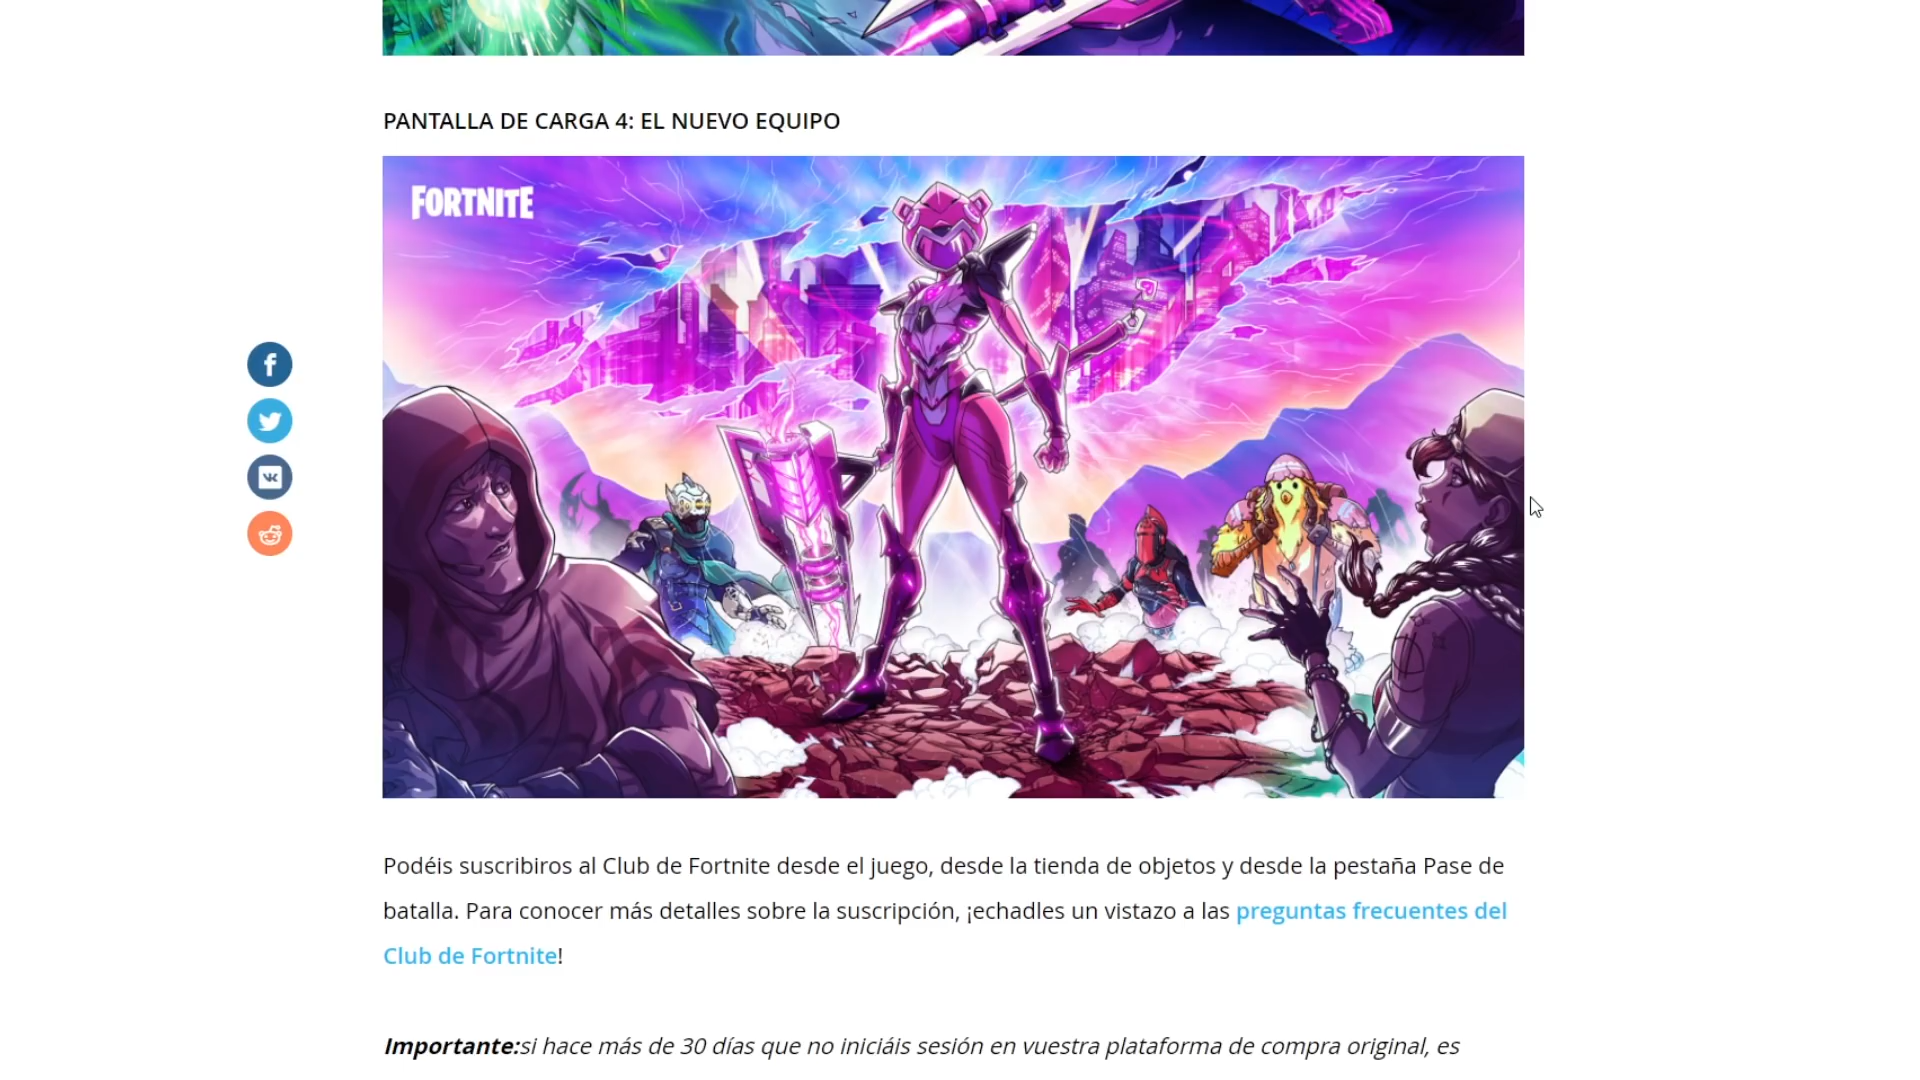 PANTALLA DE CARGA 4: EL NUEVO EQUIPO
FORTNITE
Podéis suscribiros al Club de Fortnite desde el juego, desde la tienda de objetos y desde la pestaña Pase de
batalla. Para conocer más detalles sobre la suscripción, ¡echadles un vistazo a las preguntas frecuentes del
Club de Fortnite!
Importante:si hace más de 30 días que no iniciáis sesión en vuestra plataforma de compra original, es